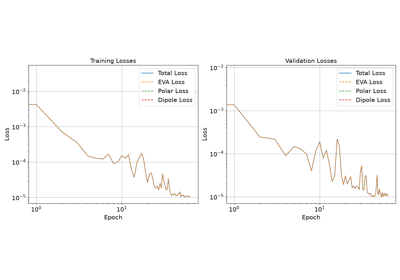 Training Losses
Validation Losses
Total Loss
EVA Loss
Polar Loss
Dipole Loss
Total Loss
EVA Loss
Polar Loss
Dipole Loss
Loss
10⁻²
10⁻³
10⁻⁴
10⁻⁵
Loss
10⁻²
10⁻³
10⁻⁴
10⁻⁵
10⁰
10¹
10⁰
10¹
Epoch
Epoch